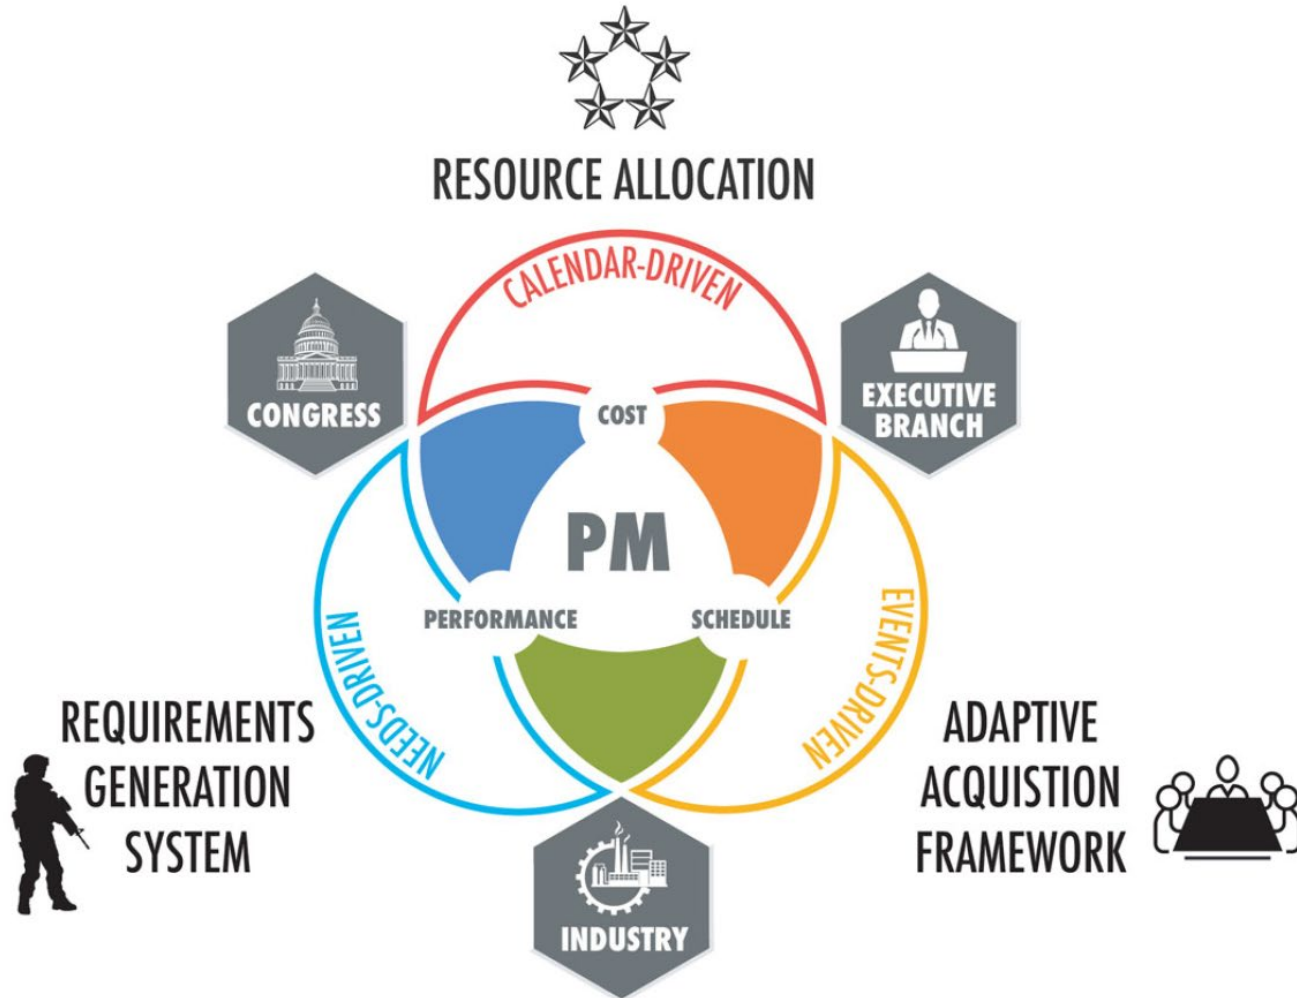 RESOURCE ALLOCATION
CALENDAR-DRIVEN
CONGRESS
EXECUTIVE
BRANCH
COST
PM
PERFORMANCE
SCHEDULE
NEEDS-DRIVEN
EVENTS-DRIVEN
REQUIREMENTS
GENERATION
SYSTEM
ADAPTIVE
ACQUISTION
FRAMEWORK
INDUSTRY